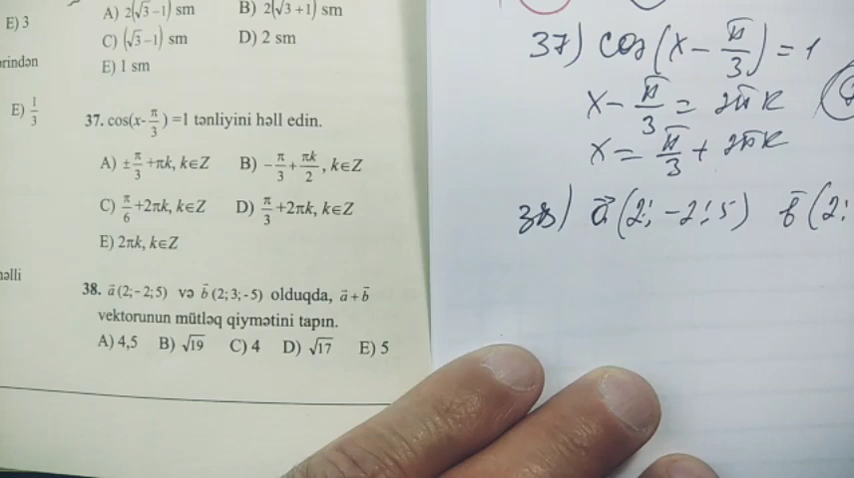 E) 3
A) 2(√3−1) sm B) 2(√3+1) sm
C) (√3−1) sm D) 2 sm
E) 1 sm
E) 1/3
37. cos(x-π/3)=1 tənliyini həll edin.
A) ±π/3+πk, k∈Z B) −π/3+πk/2, k∈Z
C) π/6+2πk, k∈Z D) π/3+2πk, k∈Z
E) 2πk, k∈Z
38. a⃗(2;-2;5) və b⃗(2;3;-5) olduqda, a⃗+b⃗
vektorunun mütləq qiymətini tapın.
A) 4,5 B) √19 C) 4 D) √17 E) 5
37) cos(x−π/3)=1
x−π/3=2πk
x=π/3+2πk
38) a⃗(2;−2;5) b⃗(2;